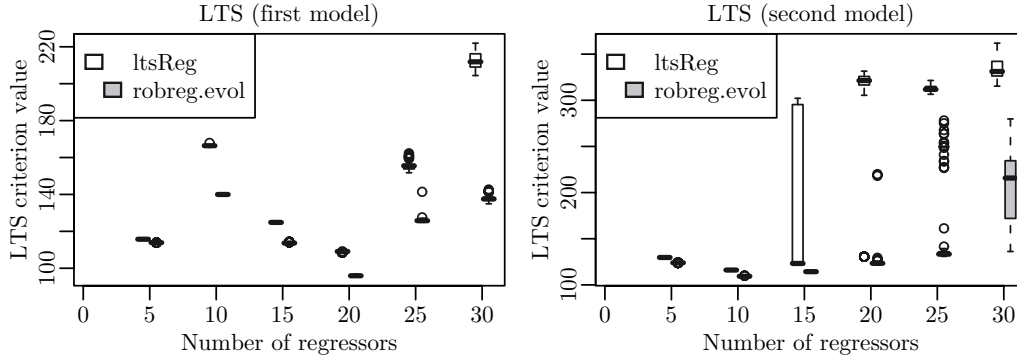 LTS (first model)
LTS criterion value
220
180
140
100
ltsReg
robreg.evol
0 5 10 15 20 25 30
Number of regressors
LTS (second model)
LTS criterion value
300
200
100
ltsReg
robreg.evol
0 5 10 15 20 25 30
Number of regressors